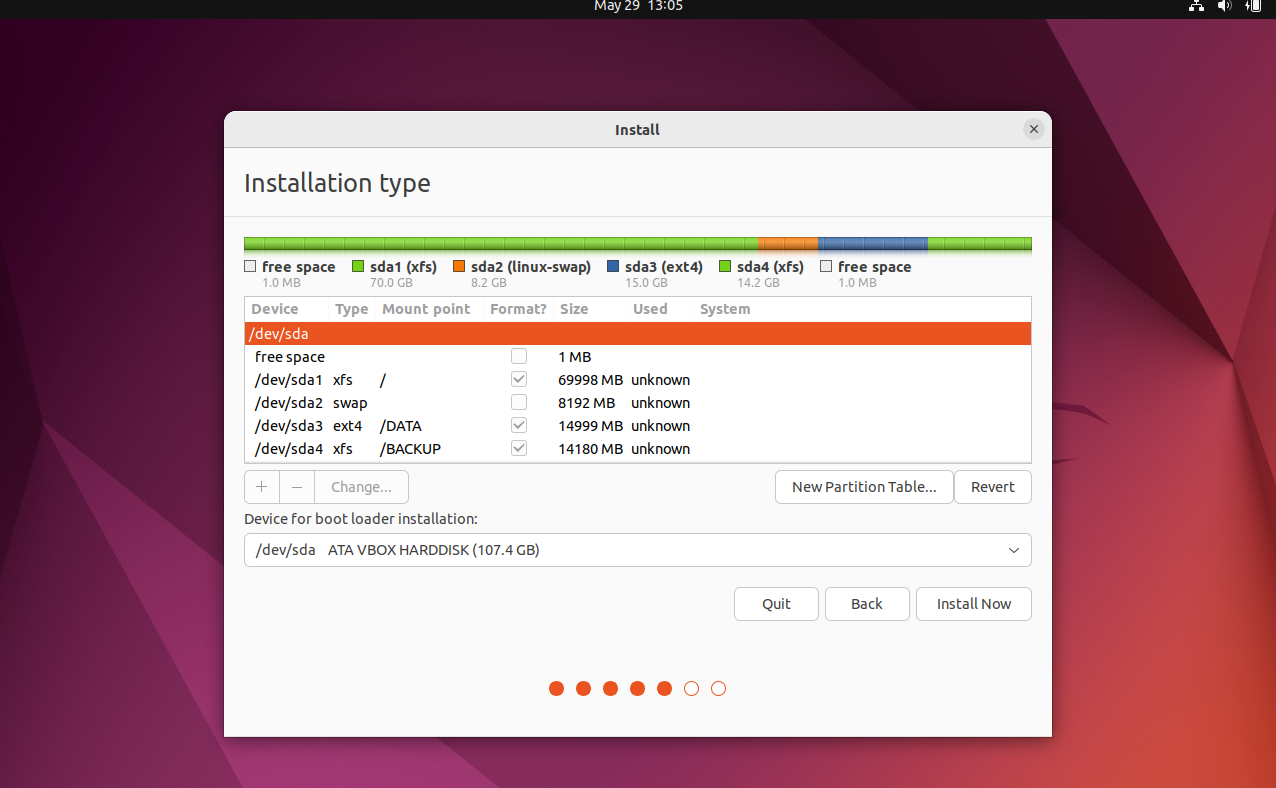 May 29 13:05
Install
Installation type
free space sda1 (xfs) sda2 (linux-swap) sda3 (ext4) sda4 (xfs) free space
1.0 MB 70.0 GB 8.2 GB 15.0 GB 14.2 GB 1.0 MB
Device Type Mount point Format? Size Used System
/dev/sda
free space 1 MB
/dev/sda1 xfs / 69998 MB unknown
/dev/sda2 swap 8192 MB unknown
/dev/sda3 ext4 /DATA 14999 MB unknown
/dev/sda4 xfs /BACKUP 14180 MB unknown
+ − Change... New Partition Table... Revert
Device for boot loader installation:
/dev/sda ATA VBOX HARDDISK (107.4 GB)
Quit Back Install Now